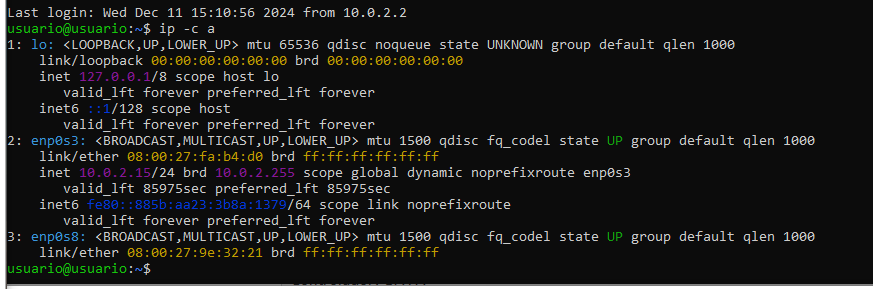 Last login: Wed Dec 11 15:10:56 2024 from 10.0.2.2
usuario@usuario:~$ ip -c a
1: lo: <LOOPBACK,UP,LOWER_UP> mtu 65536 qdisc noqueue state UNKNOWN group default qlen 1000
    link/loopback 00:00:00:00:00:00 brd 00:00:00:00:00:00
    inet 127.0.0.1/8 scope host lo
       valid_lft forever preferred_lft forever
    inet6 ::1/128 scope host
       valid_lft forever preferred_lft forever
2: enp0s3: <BROADCAST,MULTICAST,UP,LOWER_UP> mtu 1500 qdisc fq_codel state UP group default qlen 1000
    link/ether 08:00:27:fa:b4:d0 brd ff:ff:ff:ff:ff:ff
    inet 10.0.2.15/24 brd 10.0.2.255 scope global dynamic noprefixroute enp0s3
       valid_lft 85975sec preferred_lft 85975sec
    inet6 fe80::885b:aa23:3b8a:1379/64 scope link noprefixroute
       valid_lft forever preferred_lft forever
3: enp0s8: <BROADCAST,MULTICAST,UP,LOWER_UP> mtu 1500 qdisc fq_codel state UP group default qlen 1000
    link/ether 08:00:27:9e:32:21 brd ff:ff:ff:ff:ff:ff
usuario@usuario:~$